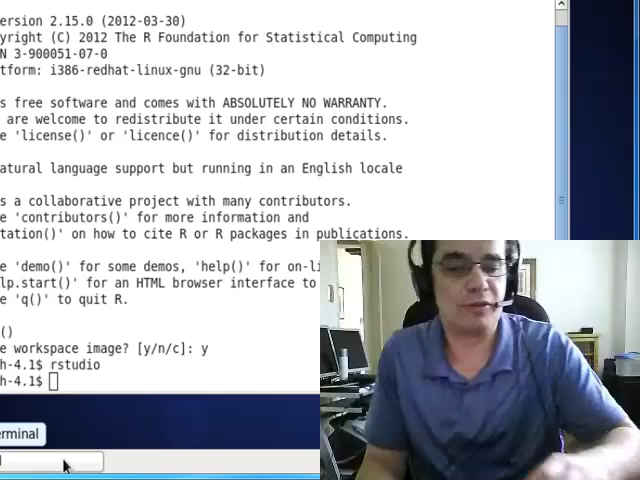 ersion 2.15.0 (2012-03-30)
yright (C) 2012 The R Foundation for Statistical Computing
N 3-900051-07-0
tform: i386-redhat-linux-gnu (32-bit)
s free software and comes with ABSOLUTELY NO WARRANTY.
are welcome to redistribute it under certain conditions.
e 'license()' or 'licence()' for distribution details.
atural language support but running in an English locale
s a collaborative project with many contributors.
e 'contributors()' for more information and
tation()' on how to cite R or R packages in publications.
e 'demo()' for some demos, 'help()' for on-li
lp.start()' for an HTML browser interface to
e 'q()' to quit R.
()
e workspace image? [y/n/c]: y
h-4.1$ rstudio
h-4.1$
erminal